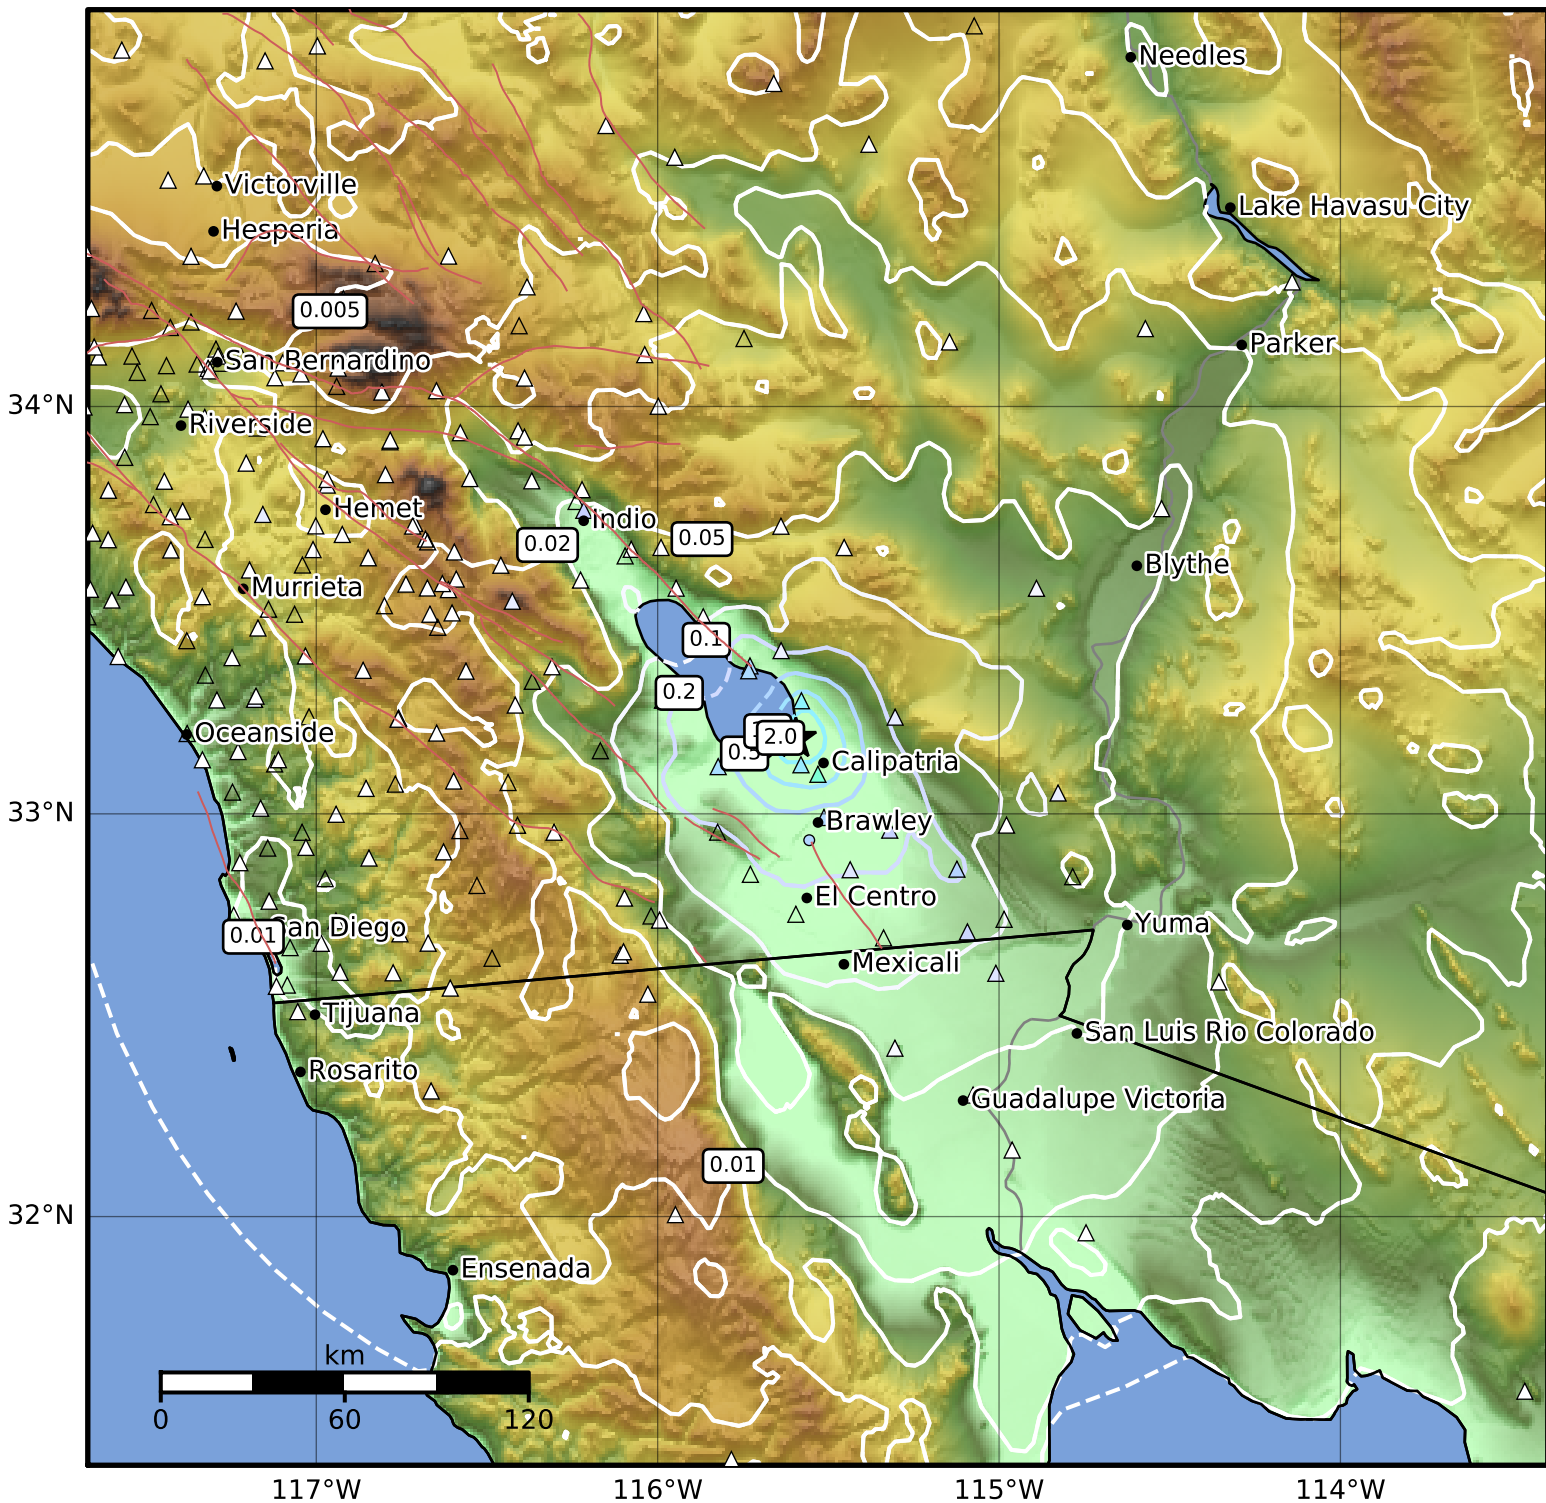 Needles
Victorville
Lake Havasu City
Hesperia
0.005
Parker
San Bernardino
34°N
Riverside
Hemet
Indio
0.02
0.05
Blythe
Murrieta
0.1
0.2
Oceanside
2.0
0.5
Calipatria
33°N
Brawley
El Centro
Yuma
San Diego
0.01
Mexicali
Tijuana
San Luis Rio Colorado
Rosarito
Guadalupe Victoria
0.01
32°N
Ensenada
km
0 60 120
117°W 116°W 115°W 114°W